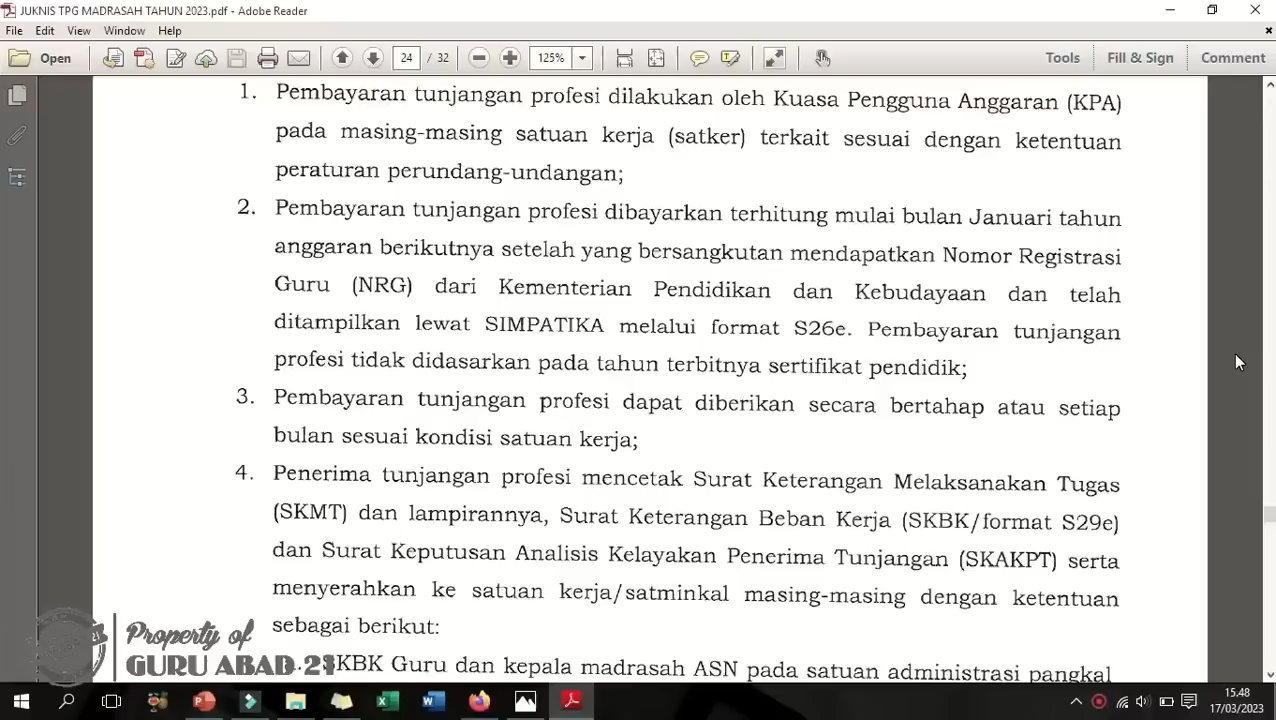 JUKNIS TPG MADRASAH TAHUN 2023.pdf - Adobe Reader
File Edit View Window Help
Open 24 / 32 125% Tools Fill & Sign Comment
1. Pembayaran tunjangan profesi dilakukan oleh Kuasa Pengguna Anggaran (KPA)
pada masing-masing satuan kerja (satker) terkait sesuai dengan ketentuan
peraturan perundang-undangan;
2. Pembayaran tunjangan profesi dibayarkan terhitung mulai bulan Januari tahun
anggaran berikutnya setelah yang bersangkutan mendapatkan Nomor Registrasi
Guru (NRG) dari Kementerian Pendidikan dan Kebudayaan dan telah
ditampilkan lewat SIMPATIKA melalui format S26e. Pembayaran tunjangan
profesi tidak didasarkan pada tahun terbitnya sertifikat pendidik;
3. Pembayaran tunjangan profesi dapat diberikan secara bertahap atau setiap
bulan sesuai kondisi satuan kerja;
4. Penerima tunjangan profesi mencetak Surat Keterangan Melaksanakan Tugas
(SKMT) dan lampirannya, Surat Keterangan Beban Kerja (SKBK/format S29e)
dan Surat Keputusan Analisis Kelayakan Penerima Tunjangan (SKAKPT) serta
menyerahkan ke satuan kerja/satminkal masing-masing dengan ketentuan
sebagai berikut:
SKBK Guru dan kepala madrasah ASN pada satuan administrasi pangkal
Property of
GURU ABAD 21
15.48
17/03/2023